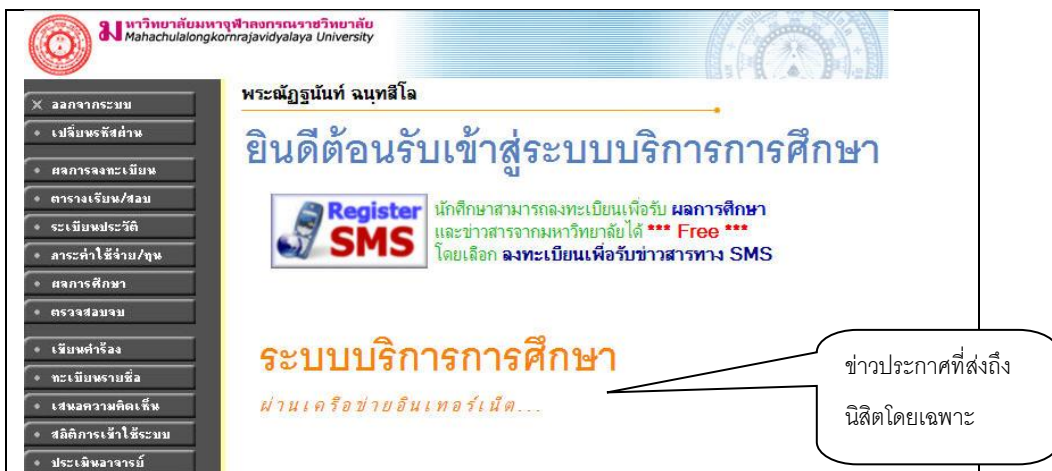 มหาวิทยาลัยมหาจุฬาลงกรณราชวิทยาลัย
Mahachulalongkornrajavidyalaya University
พระณัฏฐนันท์ ฉนฺทสีโล
ออกจากระบบ
เปลี่ยนรหัสผ่าน
ผลการลงทะเบียน
ตารางเรียน/สอบ
ระเบียนประวัติ
ภาระค่าใช้จ่าย/ทุน
ผลการศึกษา
ตรวจสอบจบ
เขียนคำร้อง
ทะเบียนรายชื่อ
เสนอความคิดเห็น
สถิติการเข้าใช้ระบบ
ประเมินอาจารย์
ยินดีต้อนรับเข้าสู่ระบบบริการการศึกษา
Register
SMS
นักศึกษาสามารถลงทะเบียนเพื่อรับ ผลการศึกษา
และข่าวสารจากมหาวิทยาลัยได้ *** Free ***
โดยเลือก ลงทะเบียนเพื่อรับข่าวสารทาง SMS
ระบบบริการการศึกษา
ผ่านเครือข่ายอินเทอร์เน็ต...
ข่าวประกาศที่ส่งถึง
นิสิตโดยเฉพาะ